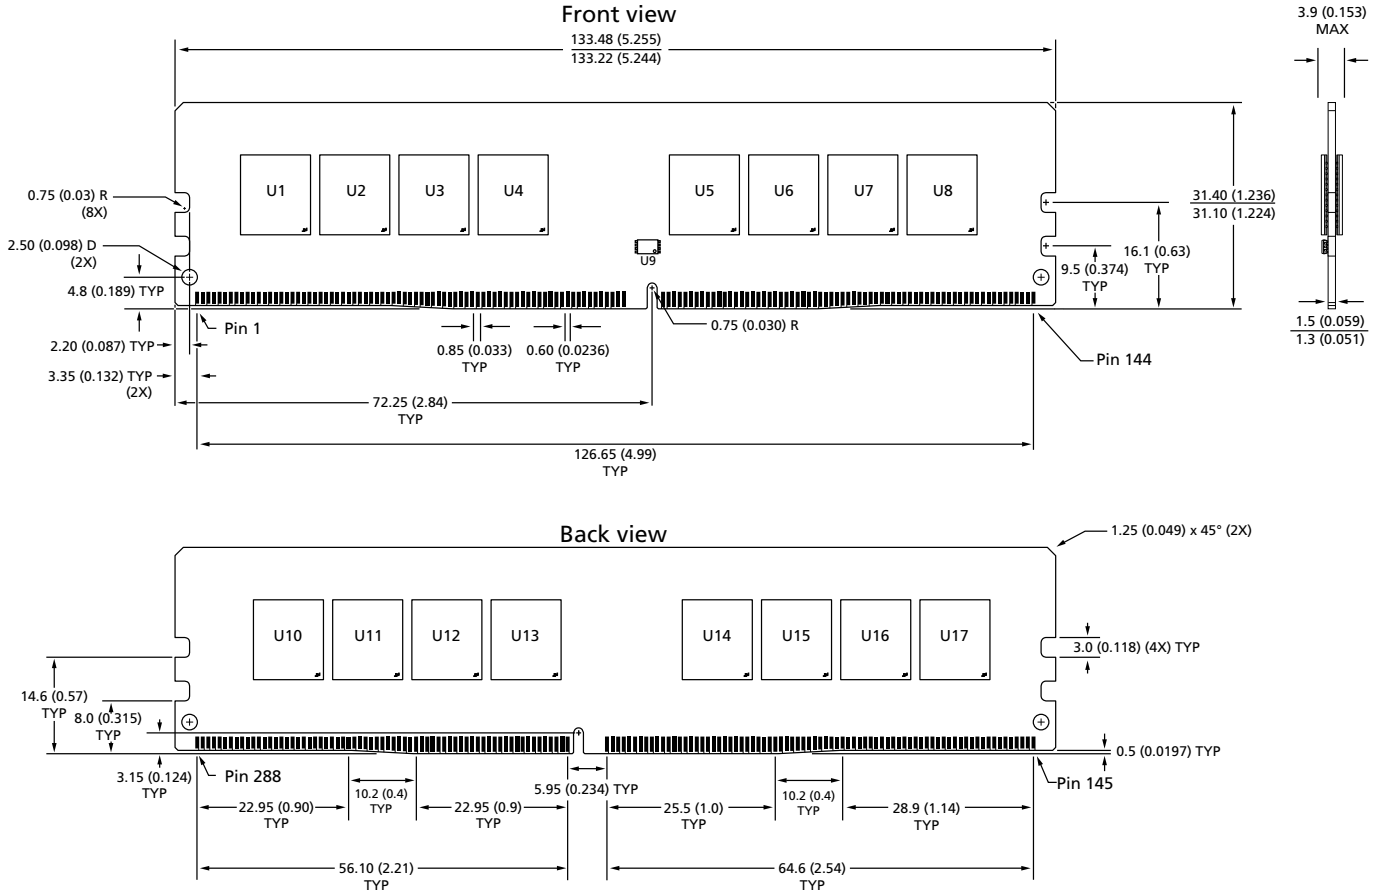 Front view
3.9 (0.153)
MAX
133.48 (5.255)
133.22 (5.244)
U1
U2
U3
U4
U5
U6
U7
U8
0.75 (0.03) R
(8X)
31.40 (1.236)
31.10 (1.224)
2.50 (0.098) D
(2X)
U9
16.1 (0.63)
TYP
9.5 (0.374)
TYP
4.8 (0.189) TYP
Pin 1
0.75 (0.030) R
1.5 (0.059)
1.3 (0.051)
2.20 (0.087) TYP
0.85 (0.033)
TYP
0.60 (0.0236)
TYP
Pin 144
3.35 (0.132) TYP
(2X)
72.25 (2.84)
TYP
126.65 (4.99)
TYP
Back view
1.25 (0.049) x 45° (2X)
U10
U11
U12
U13
U14
U15
U16
U17
3.0 (0.118) (4X) TYP
14.6 (0.57)
TYP
8.0 (0.315)
TYP
0.5 (0.0197) TYP
3.15 (0.124)
TYP
Pin 288
5.95 (0.234) TYP
Pin 145
22.95 (0.90)
TYP
10.2 (0.4)
TYP
22.95 (0.9)
TYP
25.5 (1.0)
TYP
10.2 (0.4)
TYP
28.9 (1.14)
TYP
56.10 (2.21)
TYP
64.6 (2.54)
TYP